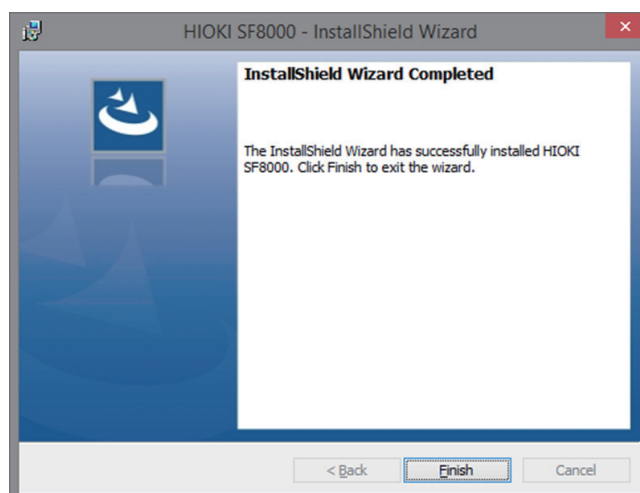 HIOKI SF8000 - InstallShield Wizard
InstallShield Wizard Completed
The InstallShield Wizard has successfully installed HIOKI
SF8000. Click Finish to exit the wizard.
< Back Finish Cancel